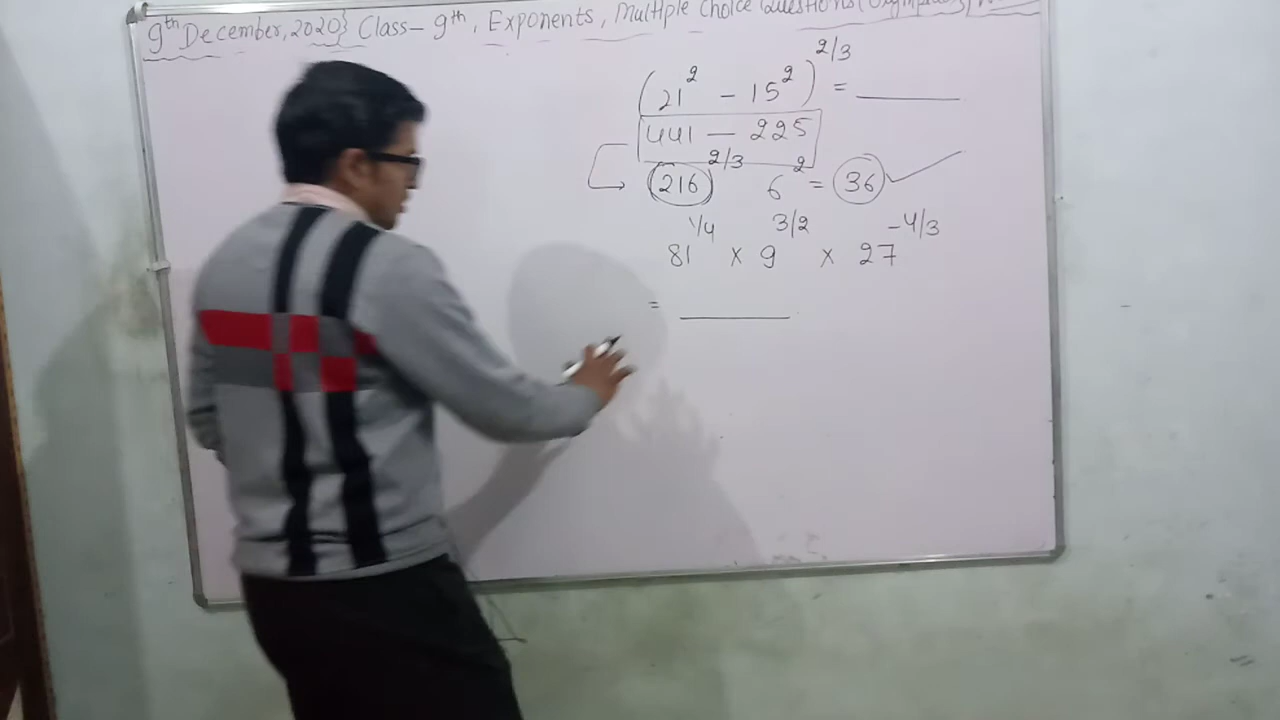 9th December, 2020} Class- 9th, Exponents, Multiple Choice Questions
(21² - 15²)^2/3 = ______
441 - 225
216^2/3 6² = 36 ✓
81^1/4 × 9^3/2 × 27^-4/3
= ______